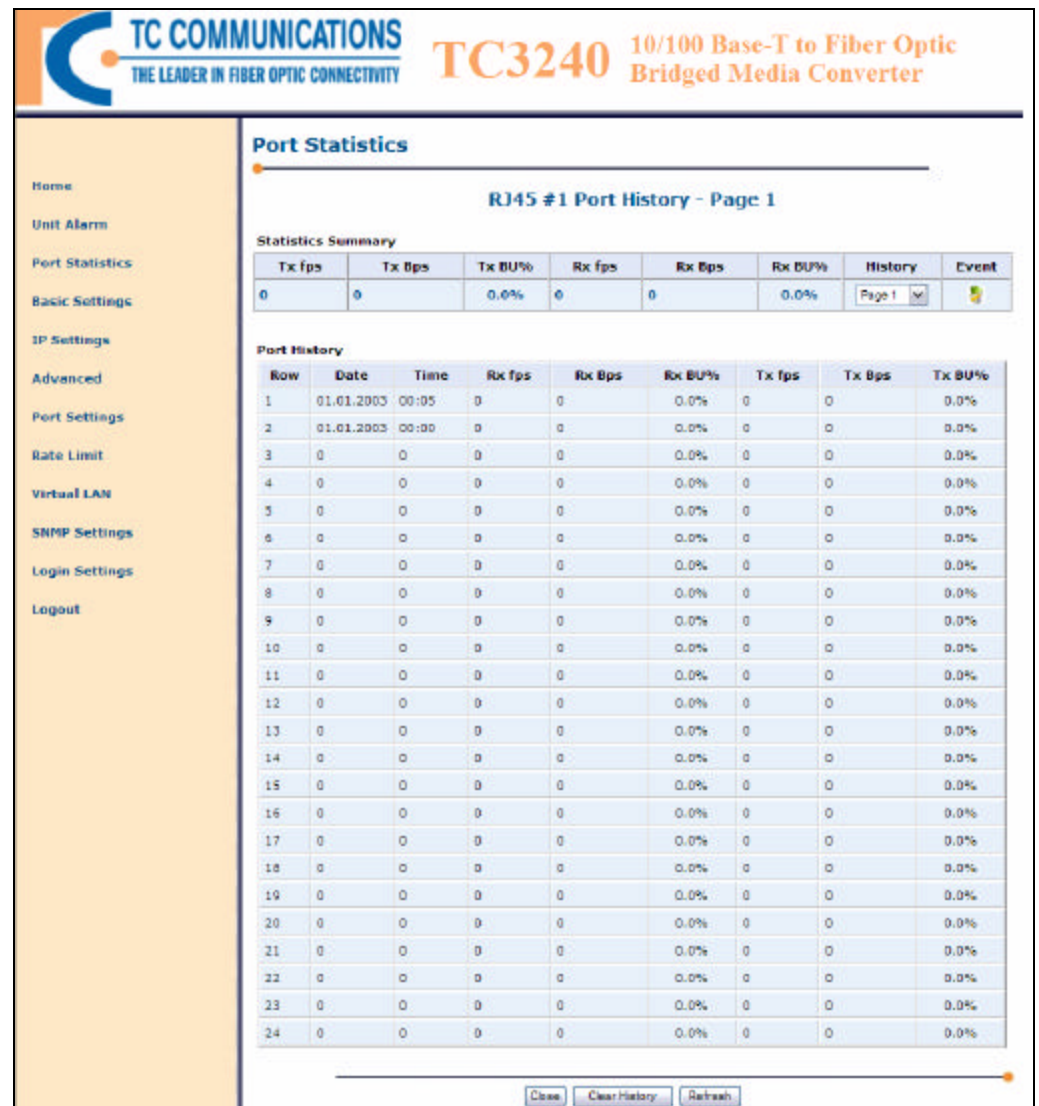 TC COMMUNICATIONS
THE LEADER IN FIBER OPTIC CONNECTIVITY
TC3240
10/100 Base-T to Fiber Optic
Bridged Media Converter
Home
Unit Alarm
Port Statistics
Basic Settings
IP Settings
Advanced
Port Settings
Rate Limit
Virtual LAN
SNMP Settings
Login Settings
Logout
Port Statistics
RJ45 #1 Port History - Page 1
Statistics Summary
Tx fps Tx Bps Tx BU% Rx fps Rx Bps Rx BU% History Event
0 0 0.0% 0 0 0.0% Page 1
Port History
Row Date Time Rx fps Rx Bps Rx BU% Tx fps Tx Bps Tx BU%
1 01.01.2003 00:05 0 0 0.0% 0 0 0.0%
2 01.01.2003 00:00 0 0 0.0% 0 0 0.0%
3 0 0 0 0 0.0% 0 0 0.0%
4 0 0 0 0 0.0% 0 0 0.0%
5 0 0 0 0 0.0% 0 0 0.0%
6 0 0 0 0 0.0% 0 0 0.0%
7 0 0 0 0 0.0% 0 0 0.0%
8 0 0 0 0 0.0% 0 0 0.0%
9 0 0 0 0 0.0% 0 0 0.0%
10 0 0 0 0 0.0% 0 0 0.0%
11 0 0 0 0 0.0% 0 0 0.0%
12 0 0 0 0 0.0% 0 0 0.0%
13 0 0 0 0 0.0% 0 0 0.0%
14 0 0 0 0 0.0% 0 0 0.0%
15 0 0 0 0 0.0% 0 0 0.0%
16 0 0 0 0 0.0% 0 0 0.0%
17 0 0 0 0 0.0% 0 0 0.0%
18 0 0 0 0 0.0% 0 0 0.0%
19 0 0 0 0 0.0% 0 0 0.0%
20 0 0 0 0 0.0% 0 0 0.0%
21 0 0 0 0 0.0% 0 0 0.0%
22 0 0 0 0 0.0% 0 0 0.0%
23 0 0 0 0 0.0% 0 0 0.0%
24 0 0 0 0 0.0% 0 0 0.0%
Close Clear History Refresh